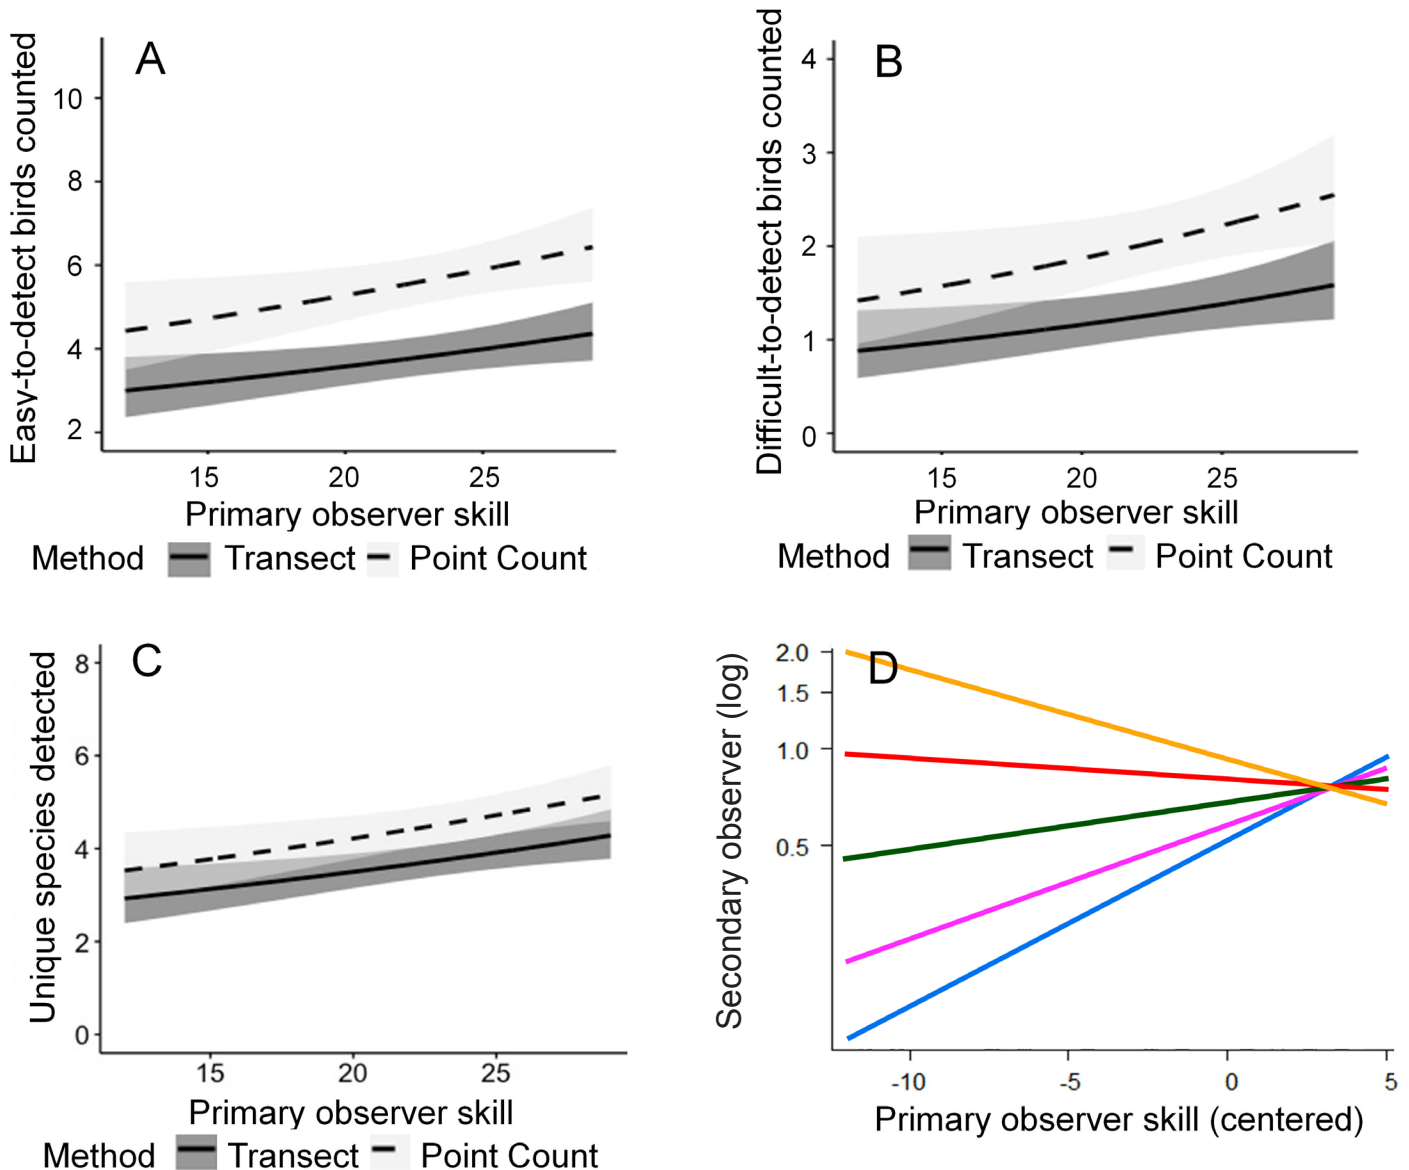 A
Easy-to-detect birds counted
10
8
6
4
2
15 20 25
Primary observer skill
Method Transect Point Count
B
Difficult-to-detect birds counted
4
3
2
1
0
15 20 25
Primary observer skill
Method Transect Point Count
C
Unique species detected
8
6
4
2
0
15 20 25
Primary observer skill
Method Transect Point Count
D
Secondary observer (log)
2.0
1.5
1.0
0.5
-10 -5 0 5
Primary observer skill (centered)